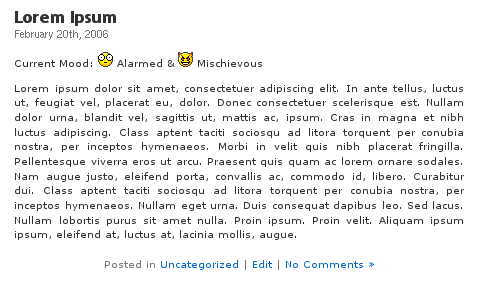 Lorem Ipsum
February 20th, 2006
Current Mood: Alarmed & Mischievous
Lorem ipsum dolor sit amet, consectetuer adipiscing elit. In ante tellus, luctus
ut, feugiat vel, placerat eu, dolor. Donec consectetuer scelerisque est. Nullam
dolor urna, blandit vel, sagittis ut, mattis ac, ipsum. Cras in magna et nibh
luctus adipiscing. Class aptent taciti sociosqu ad litora torquent per conubia
nostra, per inceptos hymenaeos. Morbi in velit quis nibh placerat fringilla.
Pellentesque viverra eros ut arcu. Praesent quis quam ac lorem ornare sodales.
Nam augue justo, eleifend porta, convallis ac, commodo id, libero. Curabitur
dui. Class aptent taciti sociosqu ad litora torquent per conubia nostra, per
inceptos hymenaeos. Nullam eget urna. Duis consequat dapibus leo. Sed lacus.
Nullam lobortis purus sit amet nulla. Proin ipsum. Proin velit. Aliquam ipsum
ipsum, eleifend at, luctus at, lacinia mollis, augue.
Posted in Uncategorized | Edit | No Comments »